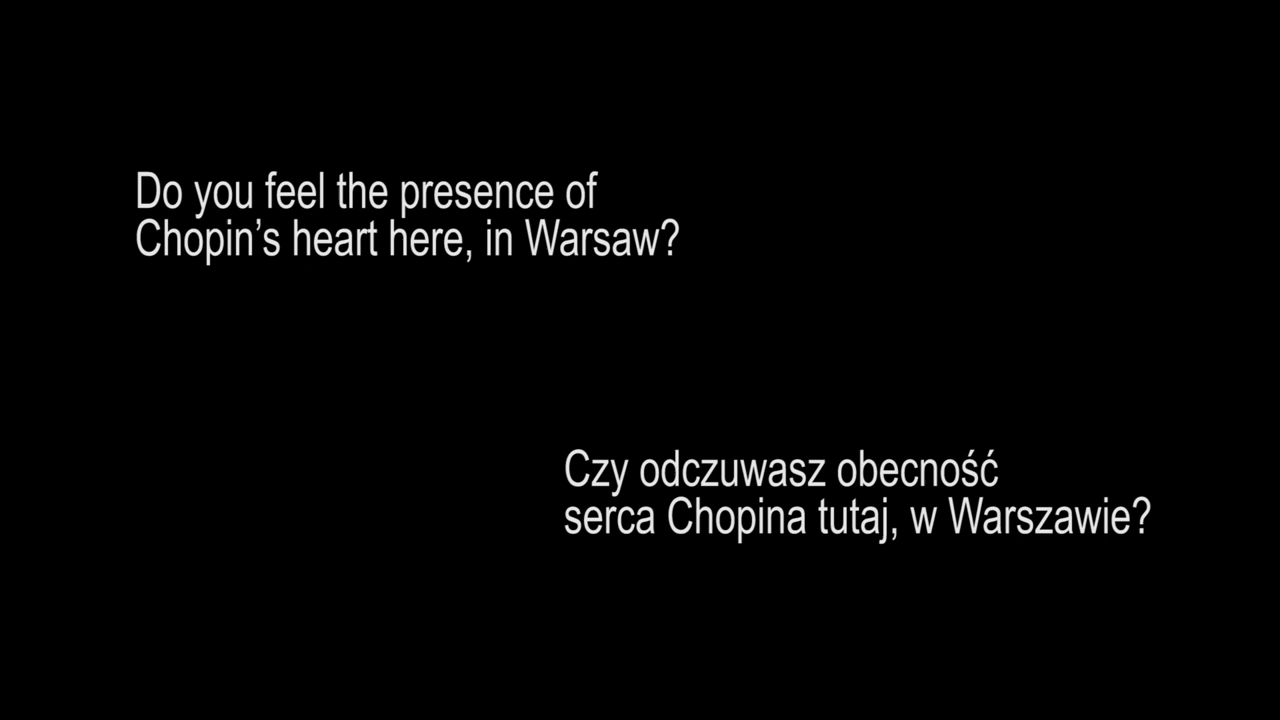 Do you feel the presence of
Chopin’s heart here, in Warsaw?
Czy odczuwasz obecność
serca Chopina tutaj, w Warszawie?